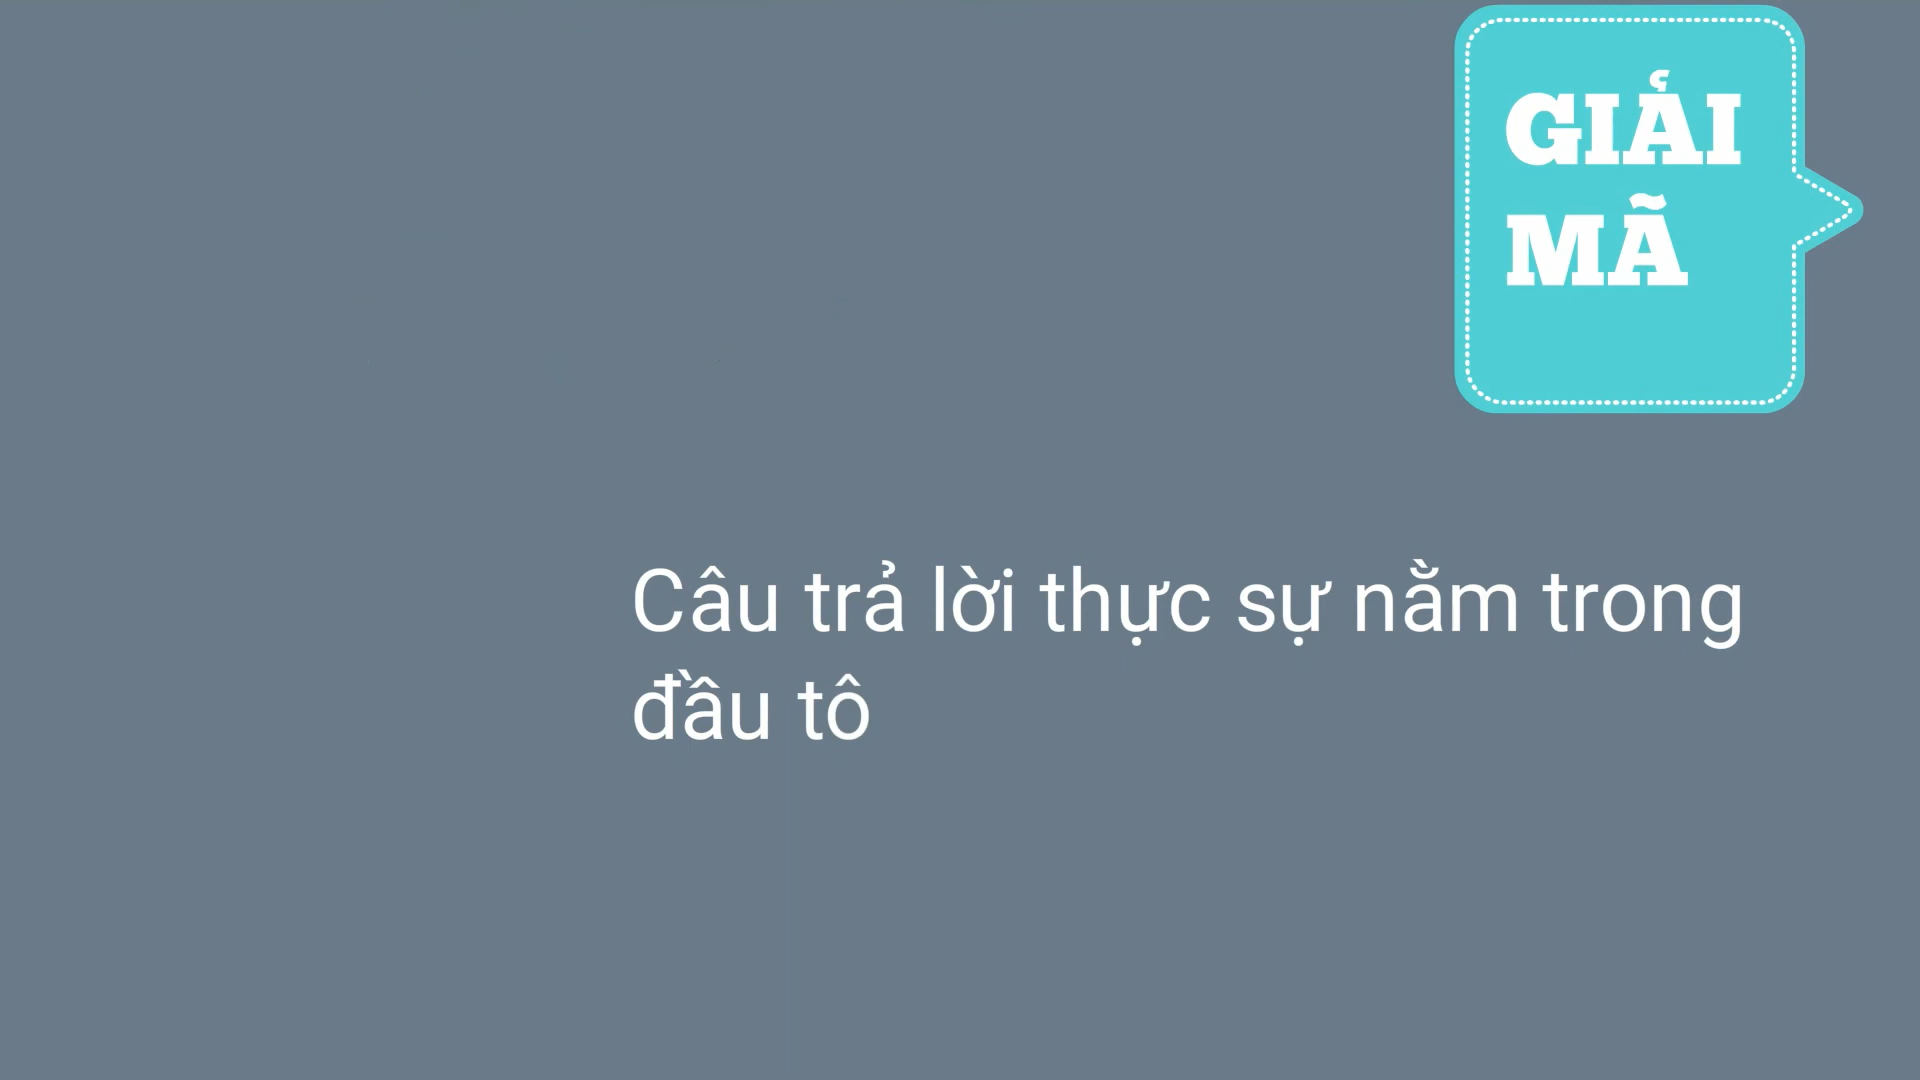 GIẢI
MÃ
Câu trả lời thực sự nằm trong
đầu tô